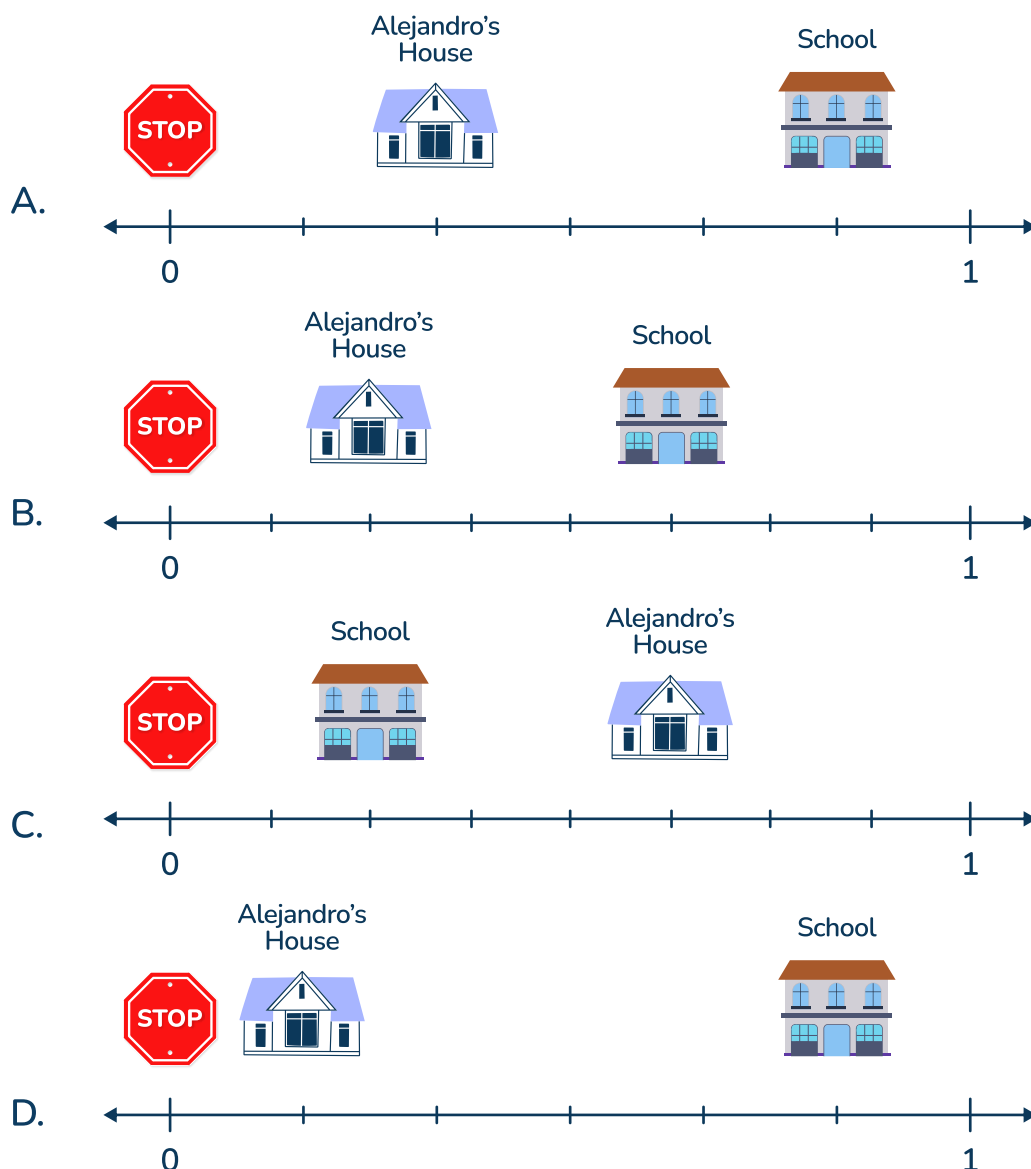 Alejandro’s
House
School
STOP
A.
0
1
Alejandro’s
House
School
STOP
B.
0
1
Alejandro’s
House
School
STOP
C.
0
1
Alejandro’s
House
School
STOP
D.
0
1